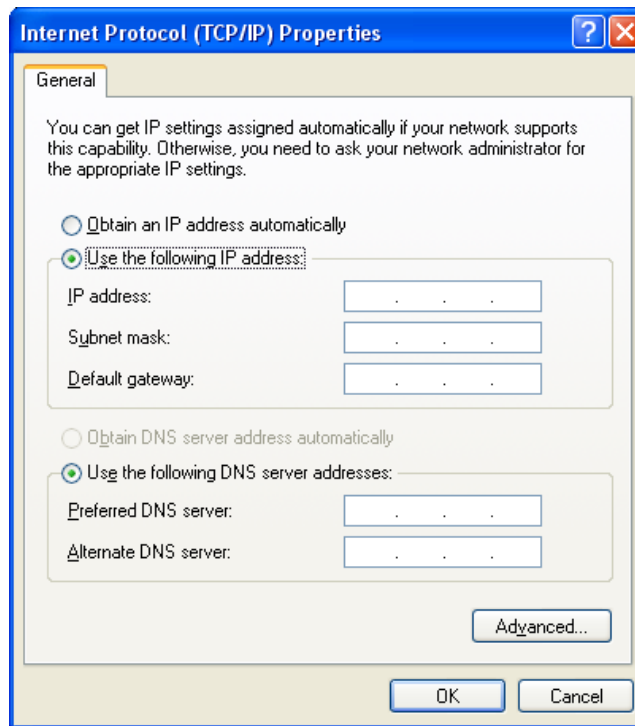 Internet Protocol (TCP/IP) Properties
General
You can get IP settings assigned automatically if your network supports
this capability. Otherwise, you need to ask your network administrator for
the appropriate IP settings.
Obtain an IP address automatically
Use the following IP address:
IP address:
Subnet mask:
Default gateway:
Obtain DNS server address automatically
Use the following DNS server addresses:
Preferred DNS server:
Alternate DNS server:
Advanced...
OK Cancel